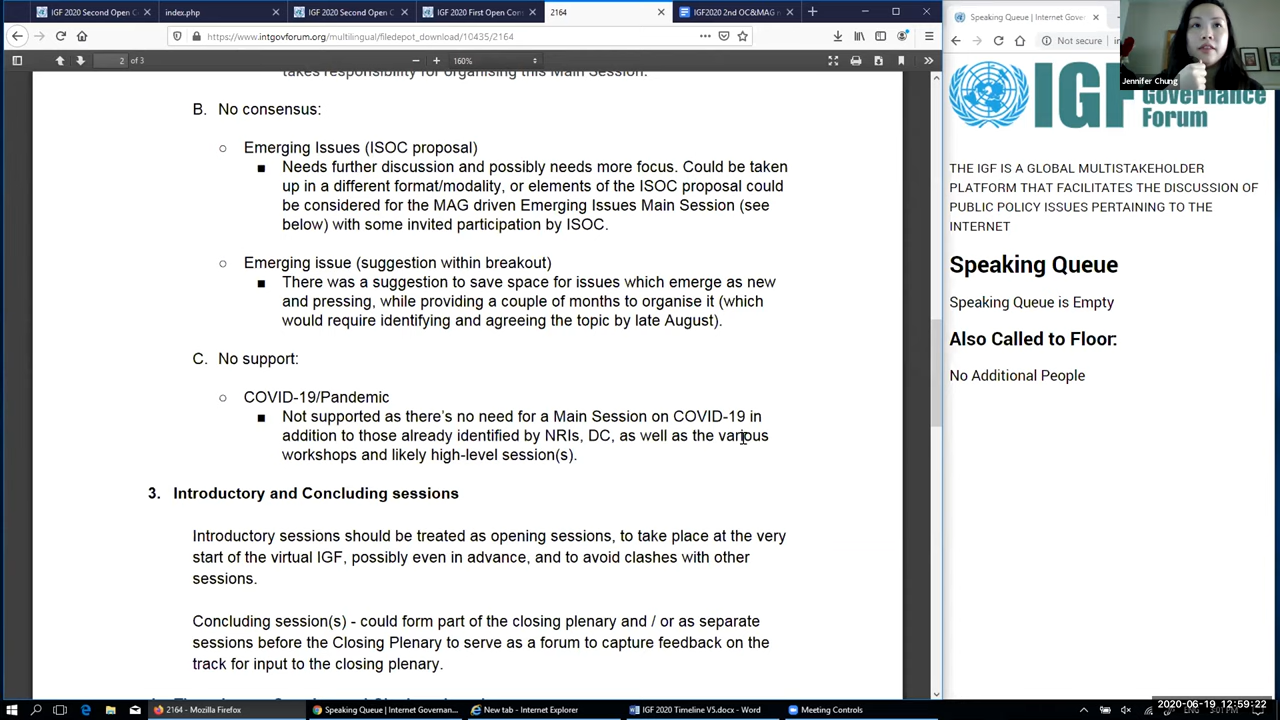 IGF 2020 Second Open C
index.php
IGF 2020 Second Open C
IGF 2020 First Open Con
2164
IGF2020 2nd OC&MAG n
https://www.intgovforum.org/multilingual/filedepot_download/10435/2164
2 of 3
160%
takes responsibility for organising this Main Session.
B. No consensus:
Emerging Issues (ISOC proposal)
Needs further discussion and possibly needs more focus. Could be taken
up in a different format/modality, or elements of the ISOC proposal could
be considered for the MAG driven Emerging Issues Main Session (see
below) with some invited participation by ISOC.
Emerging issue (suggestion within breakout)
There was a suggestion to save space for issues which emerge as new
and pressing, while providing a couple of months to organise it (which
would require identifying and agreeing the topic by late August).
C. No support:
COVID-19/Pandemic
Not supported as there's no need for a Main Session on COVID-19 in
addition to those already identified by NRIs, DC, as well as the various
workshops and likely high-level session(s).
3. Introductory and Concluding sessions
Introductory sessions should be treated as opening sessions, to take place at the very
start of the virtual IGF, possibly even in advance, and to avoid clashes with other
sessions.
Concluding session(s) - could form part of the closing plenary and / or as separate
sessions before the Closing Plenary to serve as a forum to capture feedback on the
track for input to the closing plenary.
Speaking Queue | Internet Gover
Not secure
in
Jennifer Chung
IGF
Governance
Forum
THE IGF IS A GLOBAL MULTISTAKEHOLDER
PLATFORM THAT FACILITATES THE DISCUSSION OF
PUBLIC POLICY ISSUES PERTAINING TO THE
INTERNET
Speaking Queue
Speaking Queue is Empty
Also Called to Floor:
No Additional People
2164 - Mozilla Firefox
Speaking Queue | Internet Governan...
New tab - Internet Explorer
IGF 2020 Timeline V5.docx - Word
Meeting Controls
2020-06-19 12:59:22